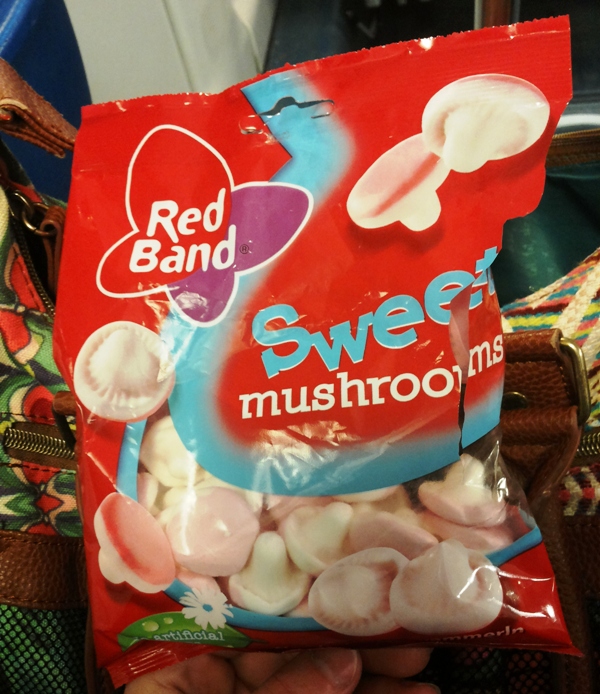 Red
Band®
Sweet
mushrooms
artificial